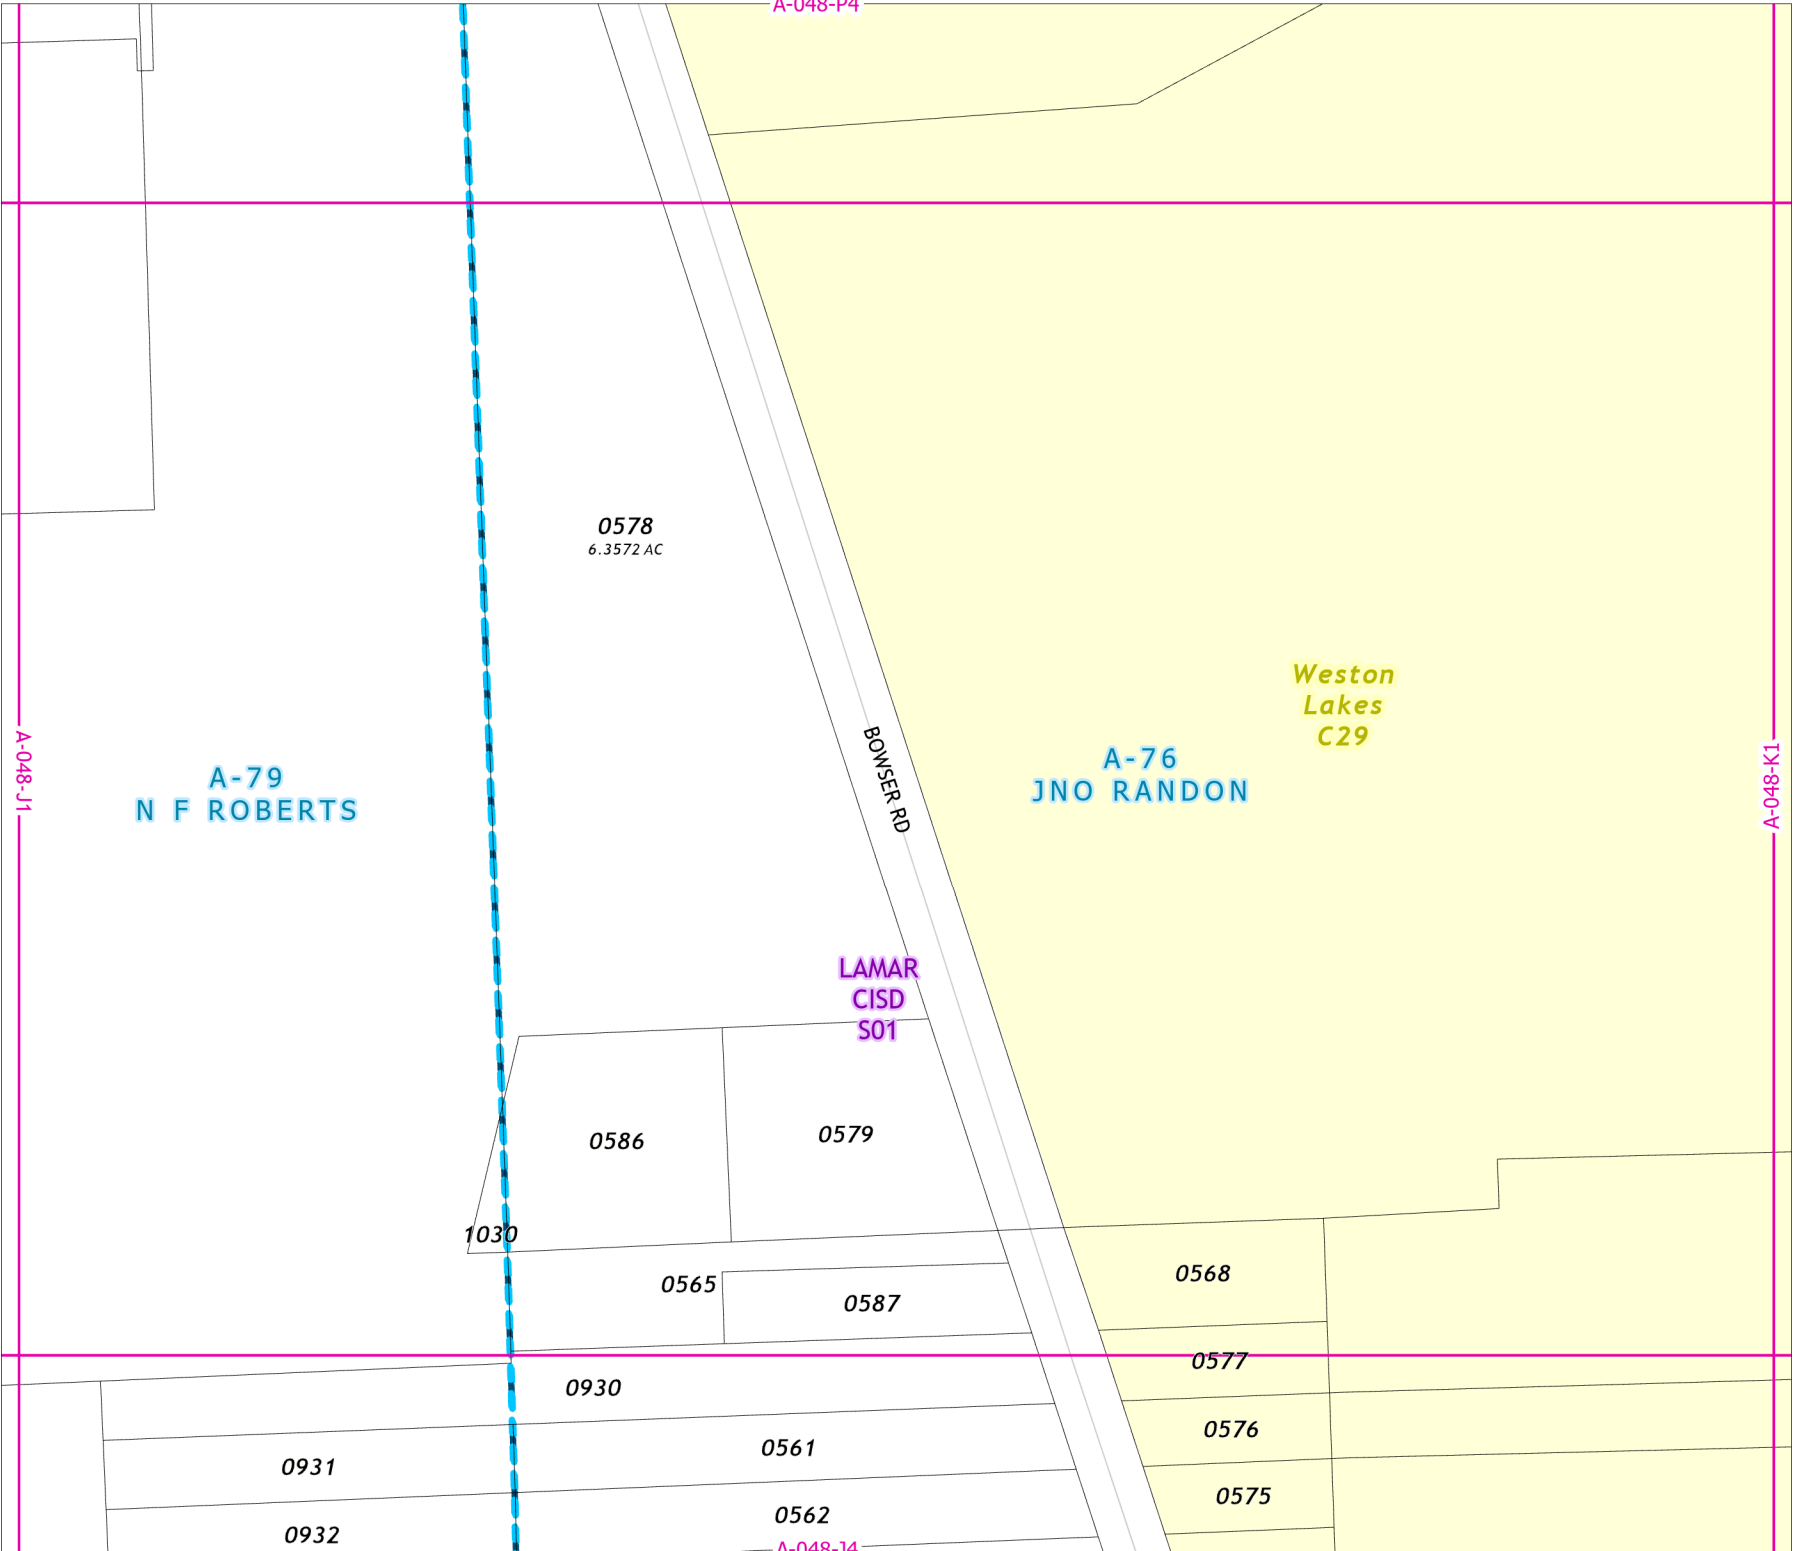 A-048-P4
0578
6.3572 AC
Weston
Lakes
C29
A-048-J1
BOWSER RD
A-048-K1
A-79
N F ROBERTS
A-76
JNO RANDON
LAMAR
CISD
S01
0586
0579
1030
0565
0587
0568
0577
0930
0576
0931
0561
0575
0932
0562
A-048-J4